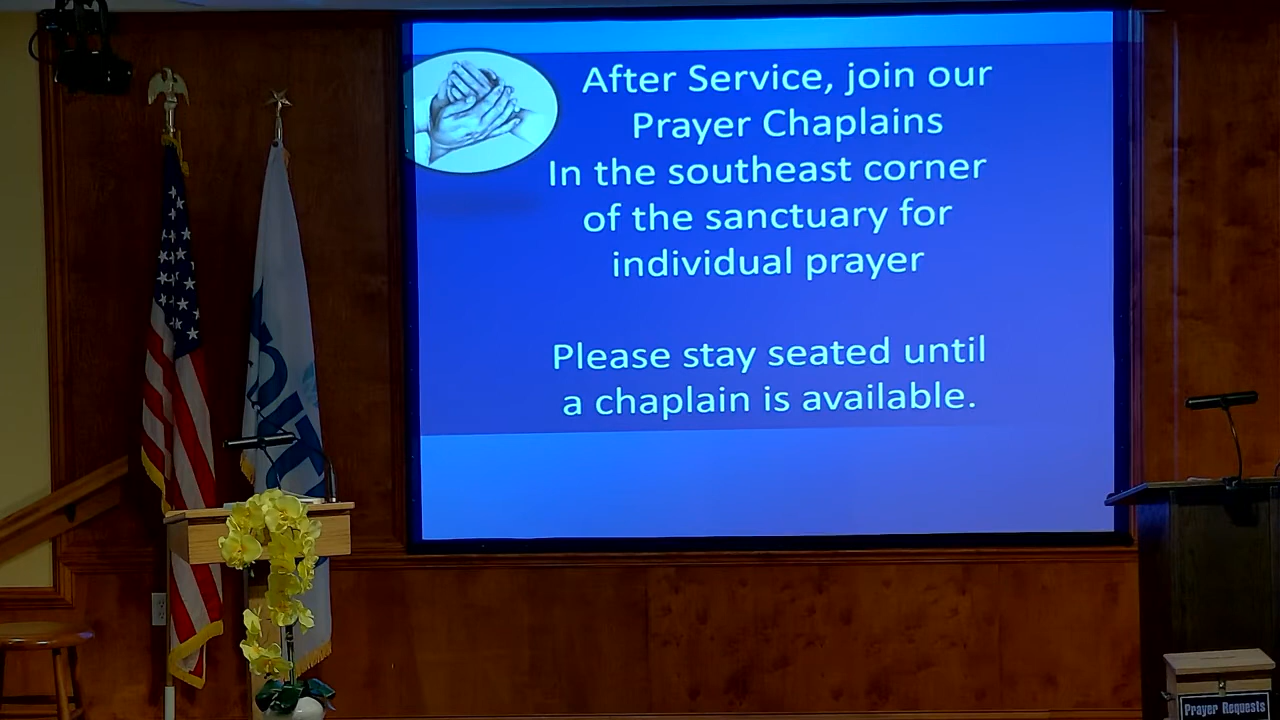 After Service, join our
Prayer Chaplains
In the southeast corner
of the sanctuary for
individual prayer
Please stay seated until
a chaplain is available.
Prayer Requests